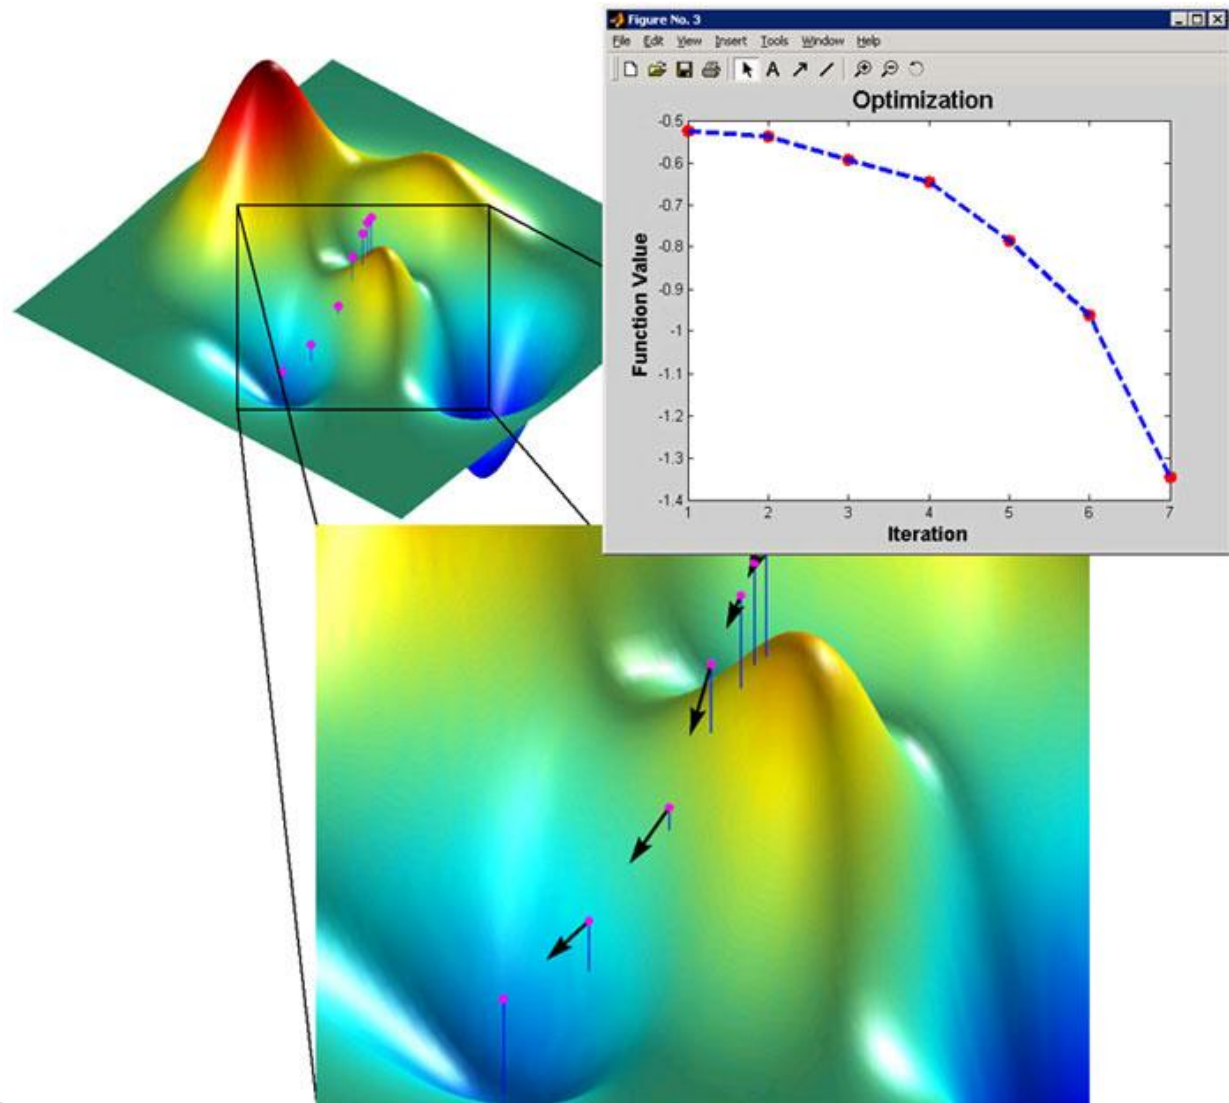 Figure No. 3
File Edit View Insert Tools Window Help
A
Optimization
-0.5
-0.6
-0.7
-0.8
-0.9
-1
-1.1
-1.2
-1.3
-1.4
Function Value
1 2 3 4 5 6 7
Iteration